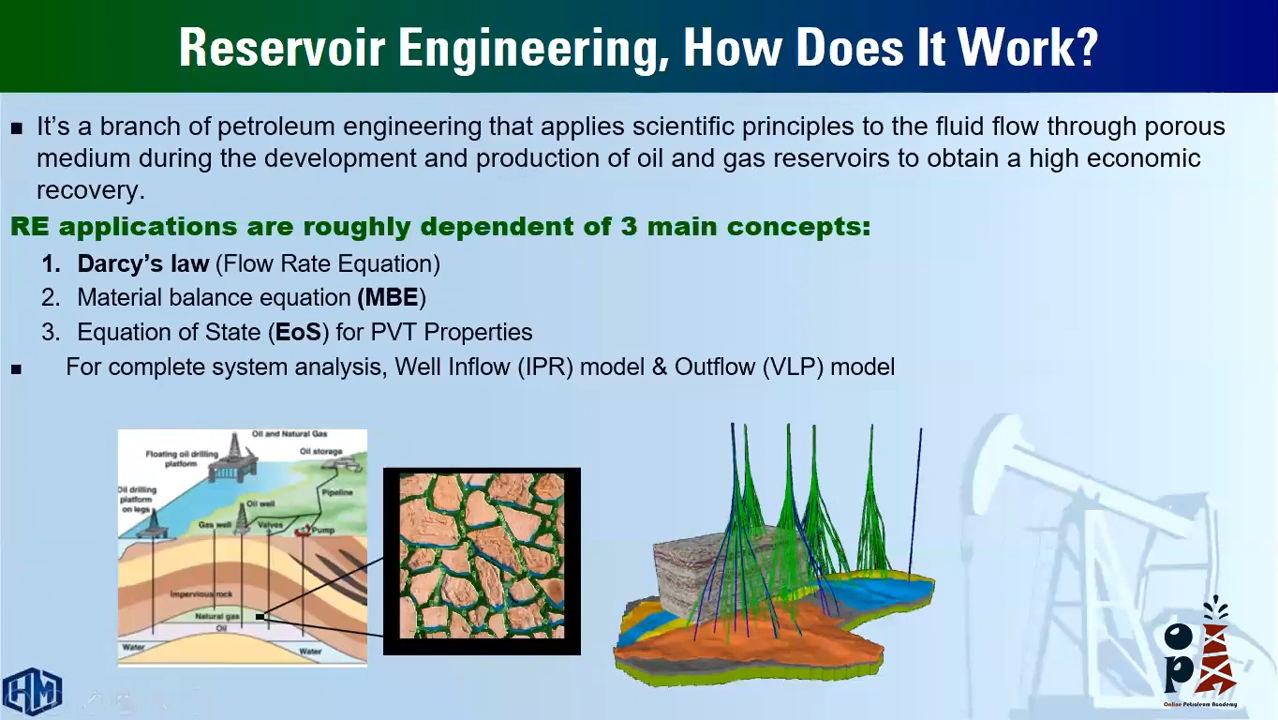 Reservoir Engineering, How Does It Work?
▪ It's a branch of petroleum engineering that applies scientific principles to the fluid flow through porous
medium during the development and production of oil and gas reservoirs to obtain a high economic
recovery.
RE applications are roughly dependent of 3 main concepts:
1. Darcy's law (Flow Rate Equation)
2. Material balance equation (MBE)
3. Equation of State (EoS) for PVT Properties
▪ For complete system analysis, Well Inflow (IPR) model & Outflow (VLP) model
Oil and Natural Gas
Floating oil drilling
platform
Oil storage
Oil drilling
platform
on legs
Pipeline
Oil well
Gas well
Valves
Pump
Impervious rock
Natural gas
Oil
Water
Water
HM
OP
Online Petroleum Academy